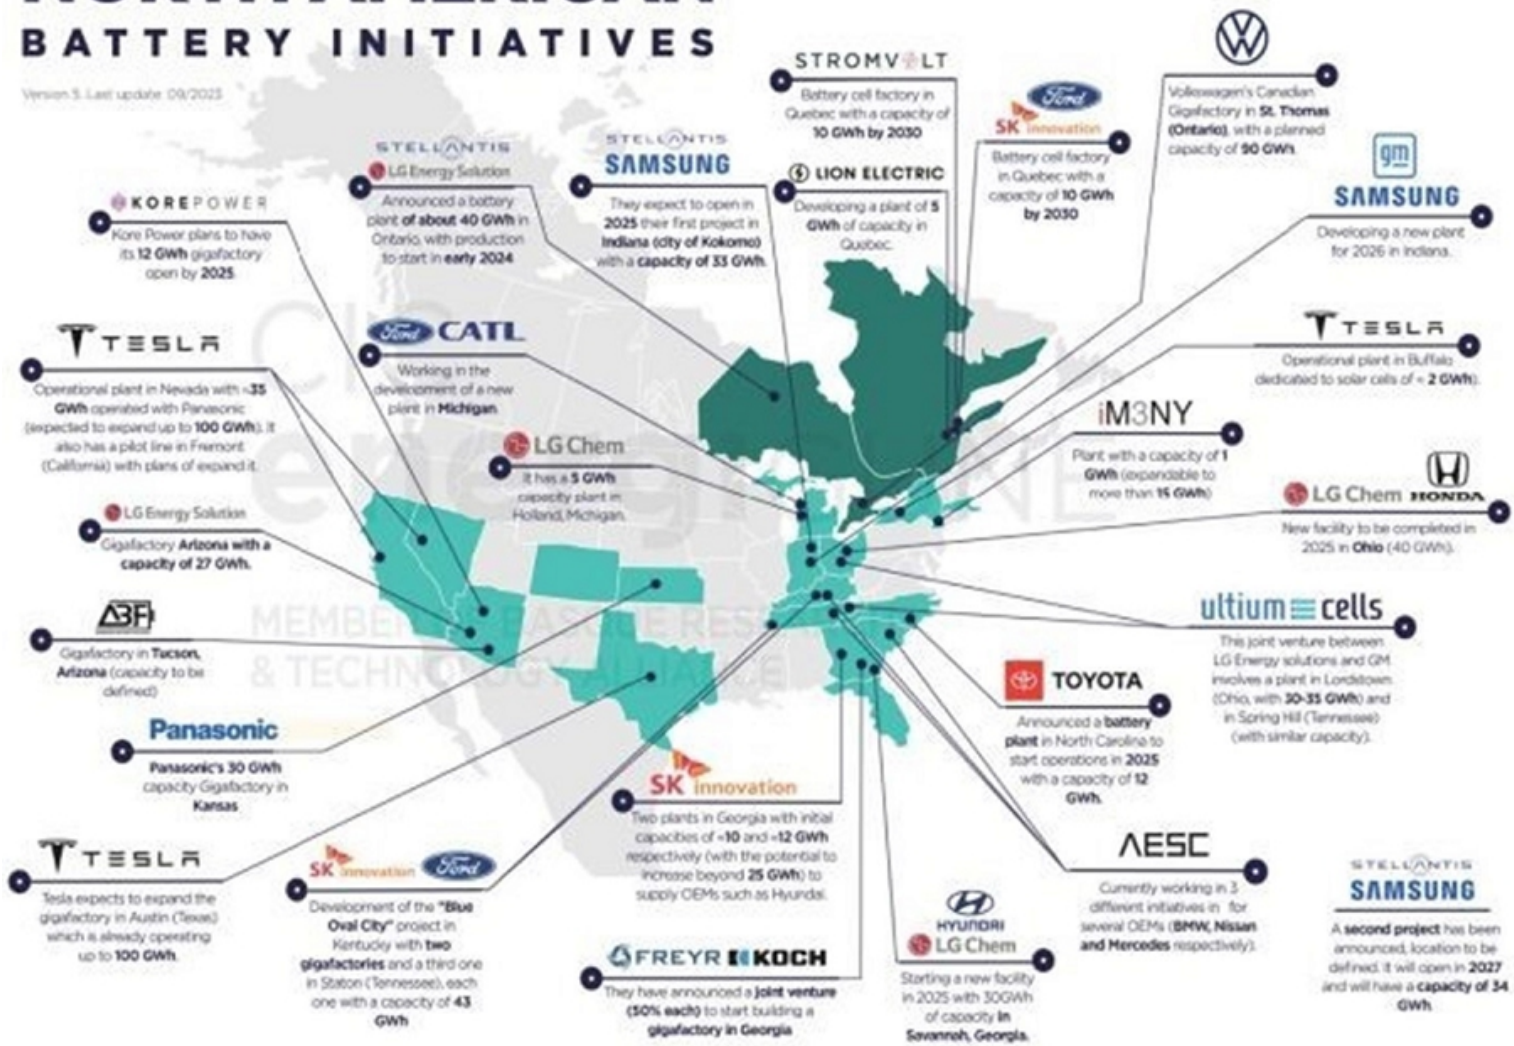 NORTH AMERICAN
BATTERY INITIATIVES
Version 5. Last update: 09/2023
KOREPOWER
Kore Power plans to have
its 12 GWh gigafactory
open by 2025.
STELLANTIS
LG Energy Solution
Announced a battery
plant of about 40 GWh in
Ontario, with production
to start in early 2024.
STELLANTIS
SAMSUNG
They expect to open in
2025 their first project in
Indiana (city of Kokomo)
with a capacity of 33 GWh.
STROMVOLT
Battery cell factory in
Quebec with a capacity of
10 GWh by 2030
LION ELECTRIC
Developing a plant of 5
GWh of capacity in
Quebec.
Ford
SK innovation
Battery cell factory
in Quebec with a
capacity of 10 GWh
by 2030
Volkswagen's Canadian
Gigafactory in St. Thomas
(Ontario), with a planned
capacity of 90 GWh.
gm
SAMSUNG
Developing a new plant
for 2026 in Indiana.
TESLA
Operational plant in Buffalo
dedicated to solar cells of ≈ 2 GWh).
iM3NY
Plant with a capacity of 1
GWh (expandable to
more than 15 GWh)
LG Chem HONDA
New facility to be completed in
2025 in Ohio (40 GWh).
ultium cells
This joint venture between
LG Energy solutions and GM
involves a plant in Lordstown
(Ohio, with 30-35 GWh) and
in Spring Hill (Tennessee)
(with similar capacity).
TESLA
Operational plant in Nevada with ≈35
GWh operated with Panasonic
(expected to expand up to 100 GWh). It
also has a pilot line in Fremont
(California) with plans of expand it.
Ford CATL
Working in the
development of a new
plant in Michigan
LG Chem
It has a 5 GWh
capacity plant in
Holland, Michigan.
LG Energy Solution
Gigafactory Arizona with a
capacity of 27 GWh.
ABF
Gigafactory in Tucson,
Arizona (capacity to be
defined)
Panasonic
Panasonic's 30 GWh
capacity Gigafactory in
Kansas
TESLA
Tesla expects to expand the
gigafactory in Austin (Texas)
which is already operating
up to 100 GWh.
SK innovation Ford
Development of the "Blue
Oval City" project in
Kentucky with two
gigafactories and a third one
in Staton (Tennessee), each
one with a capacity of 43
GWh
SK innovation
Two plants in Georgia with initial
capacities of ≈10 and ≈12 GWh
respectively (with the potential to
increase beyond 25 GWh) to
supply OEMs such as Hyundai.
FREYR KOCH
They have announced a joint venture
(50% each) to start building a
gigafactory in Georgia
HYUNDAI
LG Chem
Starting a new facility
in 2025 with 30GWh
of capacity in
Savannah, Georgia.
TOYOTA
Announced a battery
plant in North Carolina to
start operations in 2025
with a capacity of 12
GWh.
AESC
Currently working in 3
different initiatives in for
several OEMs (BMW, Nissan
and Mercedes respectively).
STELLANTIS
SAMSUNG
A second project has been
announced, location to be
defined. It will open in 2027
and will have a capacity of 34
GWh.
CIC
energiGUNE
MEMBER OF BASQUE RESEARCH
& TECHNOLOGY ALLIANCE